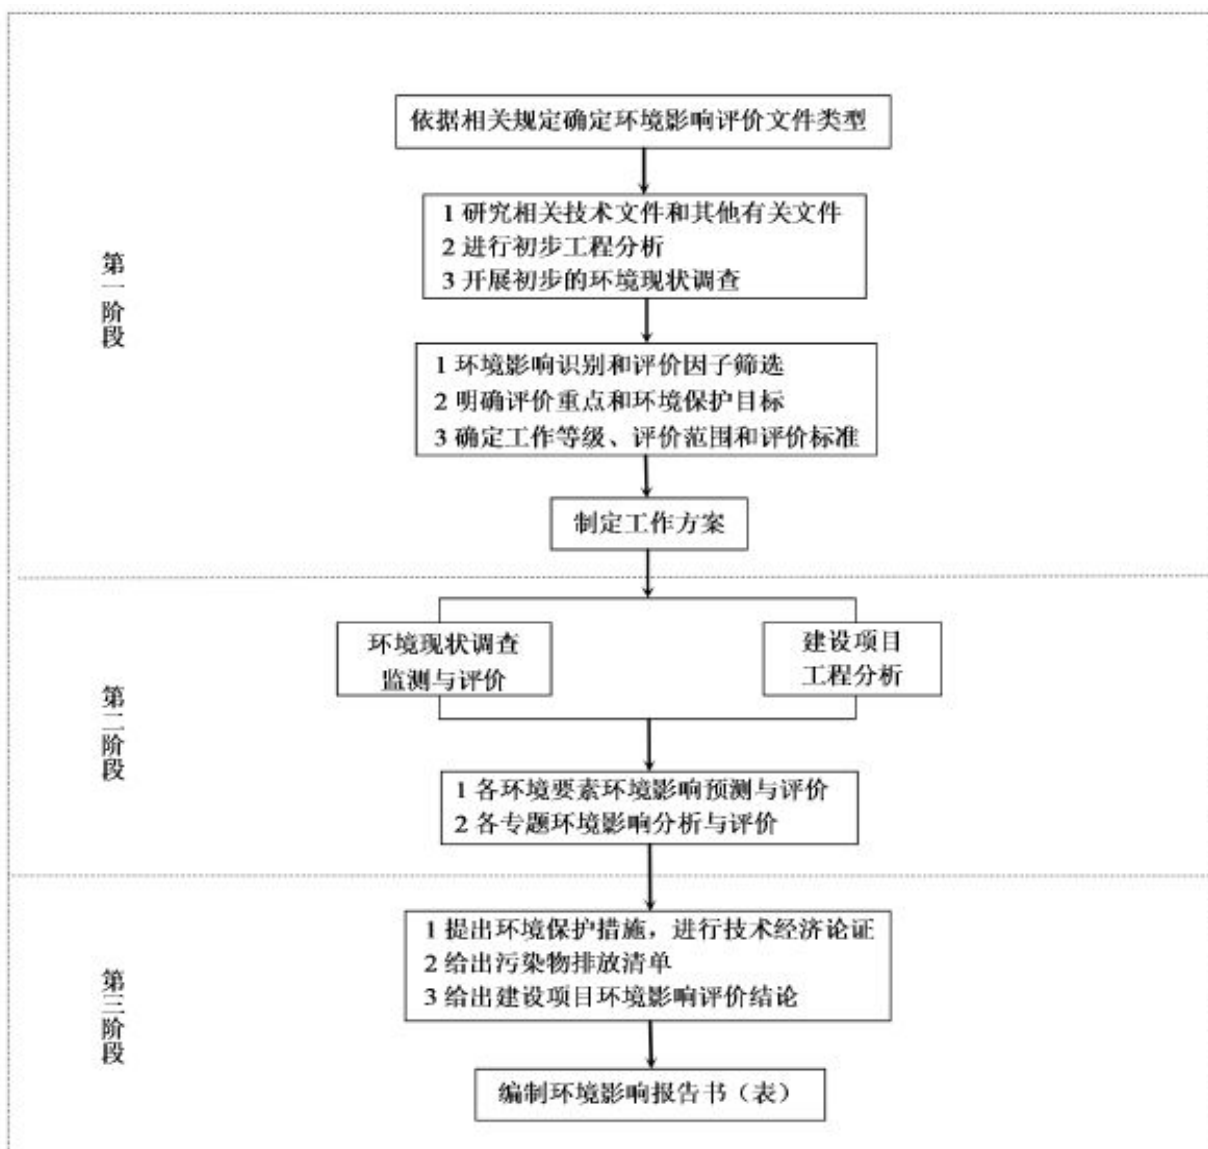 依据相关规定确定环境影响评价文件类型
1 研究相关技术文件和其他有关文件
2 进行初步工程分析
3 开展初步的环境现状调查
第一阶段
1 环境影响识别和评价因子筛选
2 明确评价重点和环境保护目标
3 确定工作等级、评价范围和评价标准
制定工作方案
环境现状调查
监测与评价
建设项目
工程分析
第二阶段
1 各环境要素环境影响预测与评价
2 各专题环境影响分析与评价
1 提出环境保护措施，进行技术经济论证
2 给出污染物排放清单
3 给出建设项目环境影响评价结论
第三阶段
编制环境影响报告书（表）